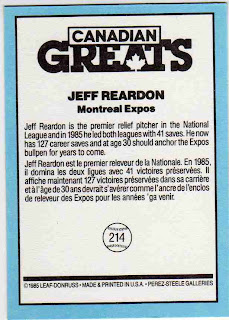 CANADIAN
GREATS
JEFF REARDON
Montreal Expos
Jeff Reardon is the premier relief pitcher in the National
League and in 1985 he led both leagues with 41 saves. He now
has 127 career saves and at age 30 should anchor the Expos
bullpen for years to come.
Jeff Reardon est le premier releveur de la Nationale. En 1985,
il domina les deux ligues avec 41 victoires préservées. Il
affiche maintenant 127 victoires préservées dans sa carrière
et à l'âge de 30 ans devrait s'avérer comme l'ancre de l'enclos
de releveur des Expos pour les années 'ga venir.
214
©1985 LEAF-DONRUSS • MADE & PRINTED IN U.S.A. • PEREZ-STEELE GALLERIES